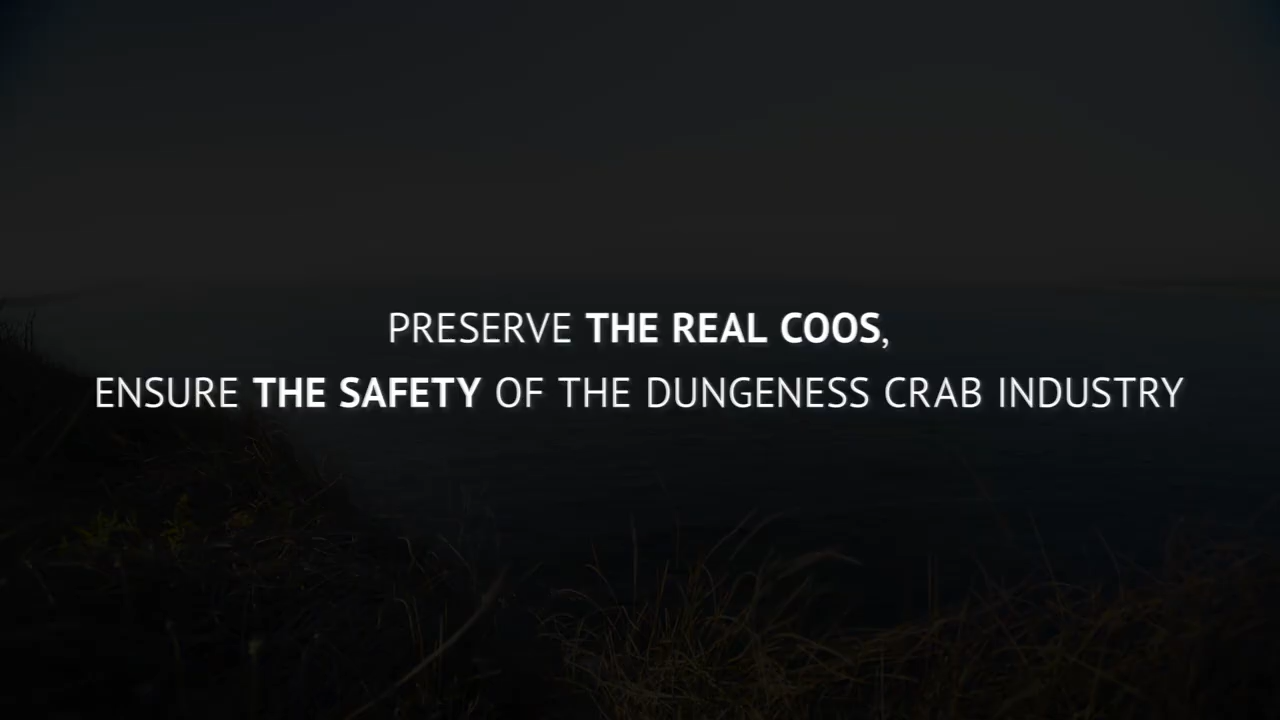 PRESERVE THE REAL COOS,
ENSURE THE SAFETY OF THE DUNGENESS CRAB INDUSTRY